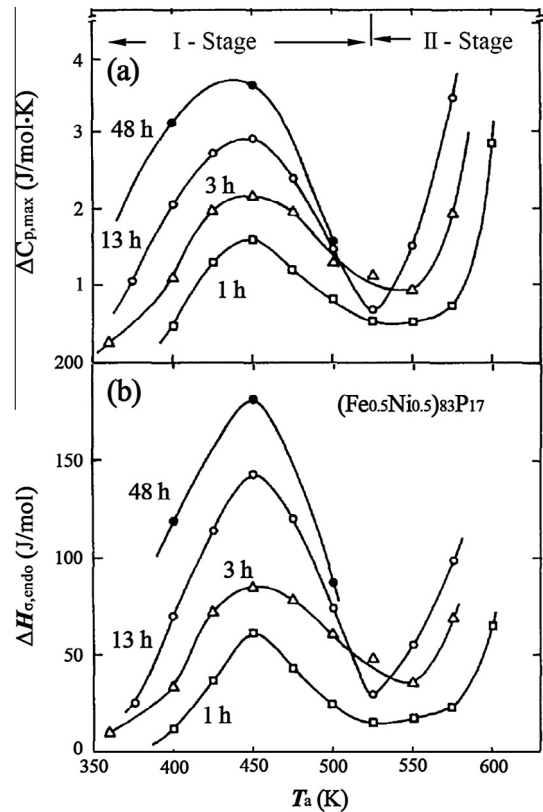 I - Stage II - Stage
(a)
4
3
2
1
200
ΔCp,max (J/mol·K)
48 h
13 h
3 h
1 h
(b)
(Fe0.5Ni0.5)83P17
150
100
50
0
ΔHσ,endo (J/mol)
48 h
13 h
3 h
1 h
350 400 450 500 550 600
Ta (K)